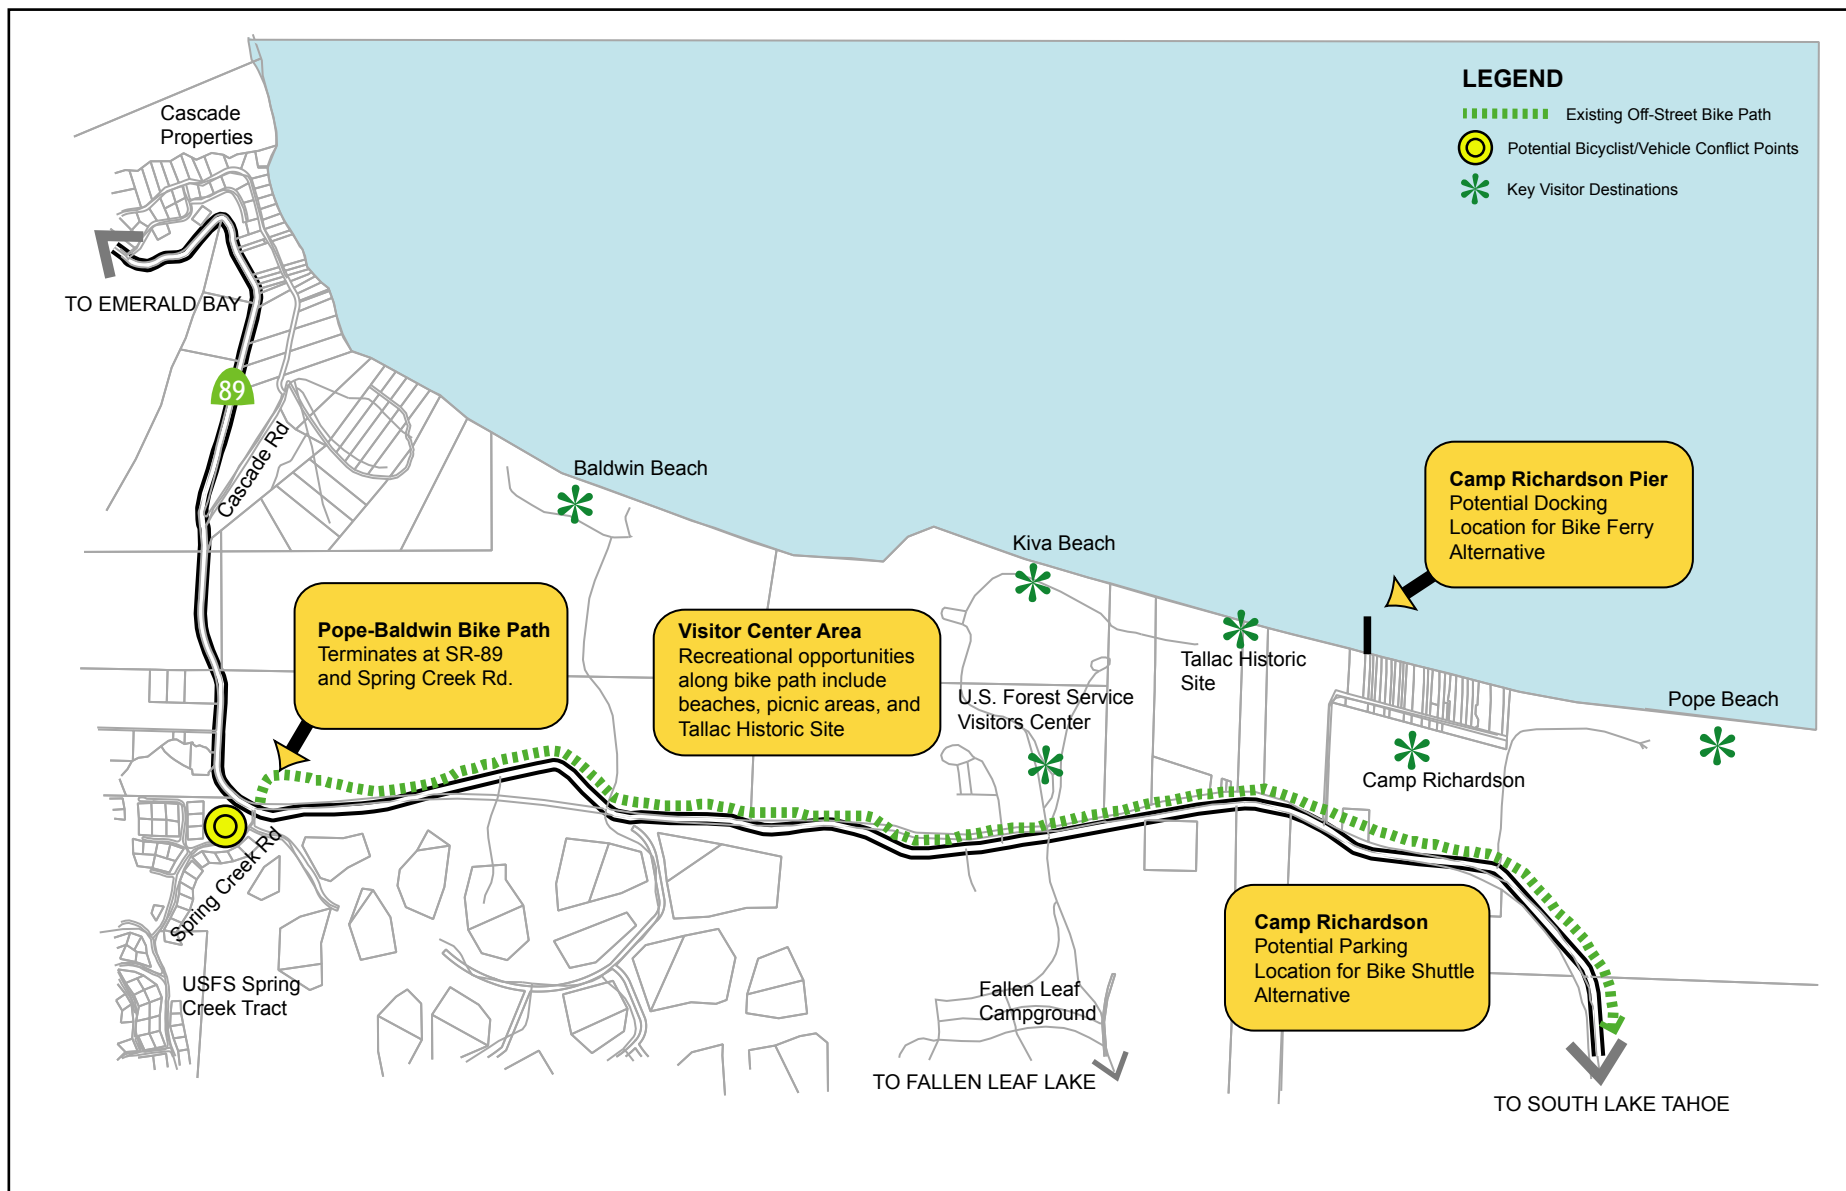 LEGEND
Existing Off-Street Bike Path
Potential Bicyclist/Vehicle Conflict Points
Key Visitor Destinations
Cascade
Properties
TO EMERALD BAY
89
Cascade Rd
Baldwin Beach
Kiva Beach
Camp Richardson Pier
Potential Docking
Location for Bike Ferry
Alternative
Pope-Baldwin Bike Path
Terminates at SR-89
and Spring Creek Rd.
Visitor Center Area
Recreational opportunities
along bike path include
beaches, picnic areas, and
Tallac Historic Site
U.S. Forest Service
Visitors Center
Tallac Historic
Site
Pope Beach
Camp Richardson
Spring Creek Rd
USFS Spring
Creek Tract
Camp Richardson
Potential Parking
Location for Bike Shuttle
Alternative
Fallen Leaf
Campground
TO FALLEN LEAF LAKE
TO SOUTH LAKE TAHOE